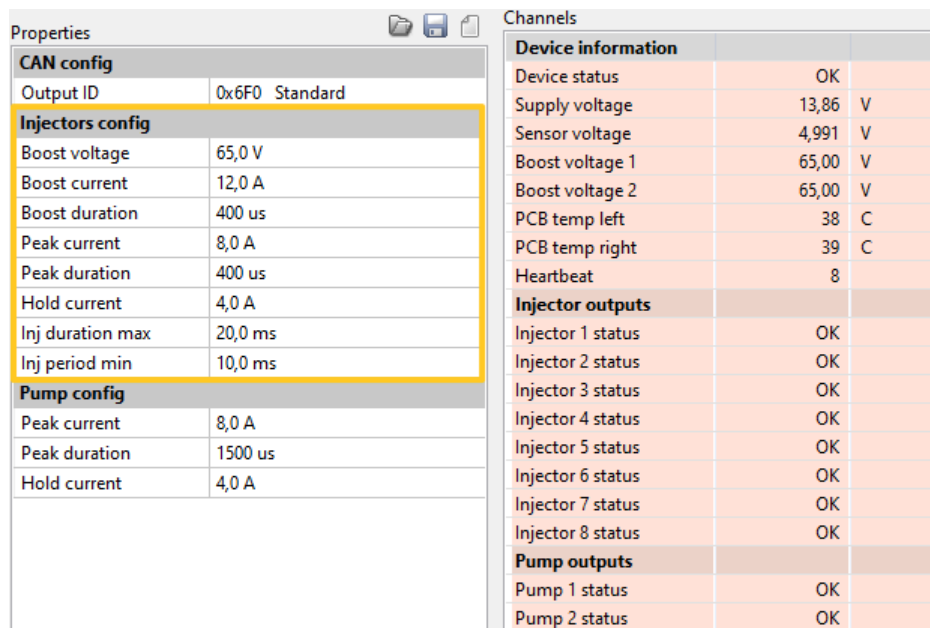 Properties
CAN config
Output ID 0x6F0 Standard
Injectors config
Boost voltage 65,0 V
Boost current 12,0 A
Boost duration 400 us
Peak current 8,0 A
Peak duration 400 us
Hold current 4,0 A
Inj duration max 20,0 ms
Inj period min 10,0 ms
Pump config
Peak current 8,0 A
Peak duration 1500 us
Hold current 4,0 A
Channels
Device information
Device status OK
Supply voltage 13,86 V
Sensor voltage 4,991 V
Boost voltage 1 65,00 V
Boost voltage 2 65,00 V
PCB temp left 38 C
PCB temp right 39 C
Heartbeat 8
Injector outputs
Injector 1 status OK
Injector 2 status OK
Injector 3 status OK
Injector 4 status OK
Injector 5 status OK
Injector 6 status OK
Injector 7 status OK
Injector 8 status OK
Pump outputs
Pump 1 status OK
Pump 2 status OK